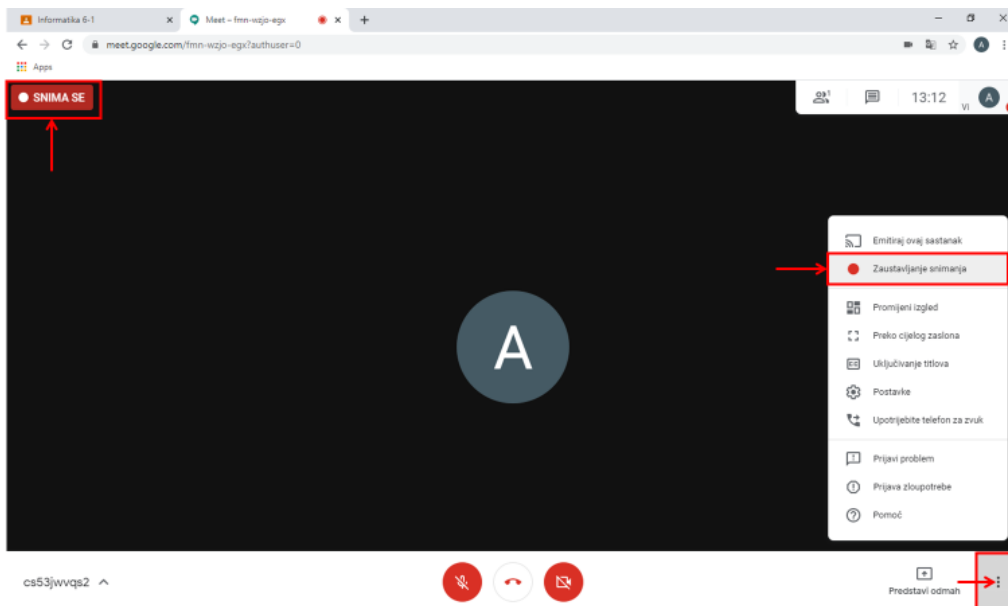 Informatika 6-1
Meet – fmn-wzjo-egx
meet.google.com/fmn-wzjo-egx?authuser=0
A
Apps
SNIMA SE
1
13:12
VI
A
Emitiraj ovaj sastanak
Zaustavljanje snimanja
Promijeni izgled
Preko cijelog zaslona
CC
Uključivanje titlova
Postavke
Upotrijebite telefon za zvuk
Prijavi problem
Prijava zloupotrebe
Pomoć
A
cs53jwvqs2
Predstavi odmah